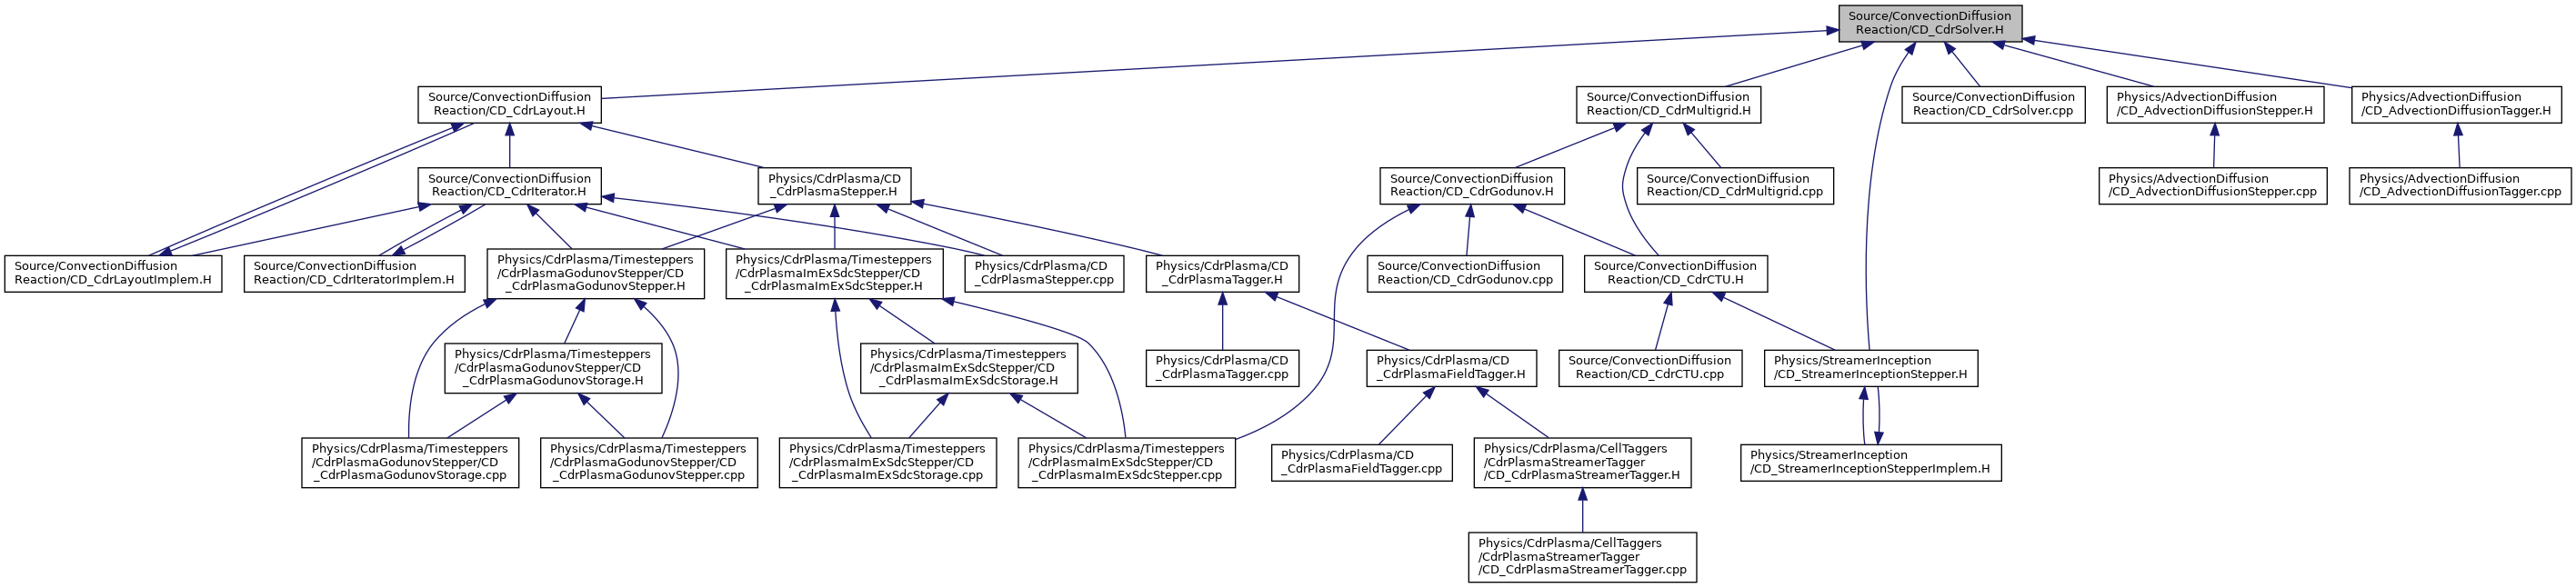 Source/ConvectionDiffusion
Reaction/CD_CdrSolver.H
Source/ConvectionDiffusion
Reaction/CD_CdrLayout.H
Source/ConvectionDiffusion
Reaction/CD_CdrMultigrid.H
Source/ConvectionDiffusion
Reaction/CD_CdrSolver.cpp
Physics/AdvectionDiffusion
/CD_AdvectionDiffusionStepper.H
Physics/AdvectionDiffusion
/CD_AdvectionDiffusionTagger.H
Source/ConvectionDiffusion
Reaction/CD_CdrIterator.H
Physics/CdrPlasma/CD
_CdrPlasmaStepper.H
Source/ConvectionDiffusion
Reaction/CD_CdrGodunov.H
Source/ConvectionDiffusion
Reaction/CD_CdrMultigrid.cpp
Physics/AdvectionDiffusion
/CD_AdvectionDiffusionStepper.cpp
Physics/AdvectionDiffusion
/CD_AdvectionDiffusionTagger.cpp
Source/ConvectionDiffusion
Reaction/CD_CdrLayoutImplem.H
Source/ConvectionDiffusion
Reaction/CD_CdrIteratorImplem.H
Physics/CdrPlasma/Timesteppers
/CdrPlasmaGodunovStepper/CD
_CdrPlasmaGodunovStepper.H
Physics/CdrPlasma/Timesteppers
/CdrPlasmaImExSdcStepper/CD
_CdrPlasmaImExSdcStepper.H
Physics/CdrPlasma/CD
_CdrPlasmaStepper.cpp
Physics/CdrPlasma/CD
_CdrPlasmaTagger.H
Source/ConvectionDiffusion
Reaction/CD_CdrGodunov.cpp
Source/ConvectionDiffusion
Reaction/CD_CdrCTU.H
Physics/CdrPlasma/Timesteppers
/CdrPlasmaGodunovStepper/CD
_CdrPlasmaGodunovStorage.H
Physics/CdrPlasma/Timesteppers
/CdrPlasmaImExSdcStepper/CD
_CdrPlasmaImExSdcStorage.H
Physics/CdrPlasma/CD
_CdrPlasmaTagger.cpp
Physics/CdrPlasma/CD
_CdrPlasmaFieldTagger.H
Source/ConvectionDiffusion
Reaction/CD_CdrCTU.cpp
Physics/StreamerInception
/CD_StreamerInceptionStepper.H
Physics/CdrPlasma/Timesteppers
/CdrPlasmaGodunovStepper/CD
_CdrPlasmaGodunovStorage.cpp
Physics/CdrPlasma/Timesteppers
/CdrPlasmaGodunovStepper/CD
_CdrPlasmaGodunovStepper.cpp
Physics/CdrPlasma/Timesteppers
/CdrPlasmaImExSdcStepper/CD
_CdrPlasmaImExSdcStorage.cpp
Physics/CdrPlasma/Timesteppers
/CdrPlasmaImExSdcStepper/CD
_CdrPlasmaImExSdcStepper.cpp
Physics/CdrPlasma/CD
_CdrPlasmaFieldTagger.cpp
Physics/CdrPlasma/CellTaggers
/CdrPlasmaStreamerTagger
/CD_CdrPlasmaStreamerTagger.H
Physics/StreamerInception
/CD_StreamerInceptionStepperImplem.H
Physics/CdrPlasma/CellTaggers
/CdrPlasmaStreamerTagger
/CD_CdrPlasmaStreamerTagger.cpp